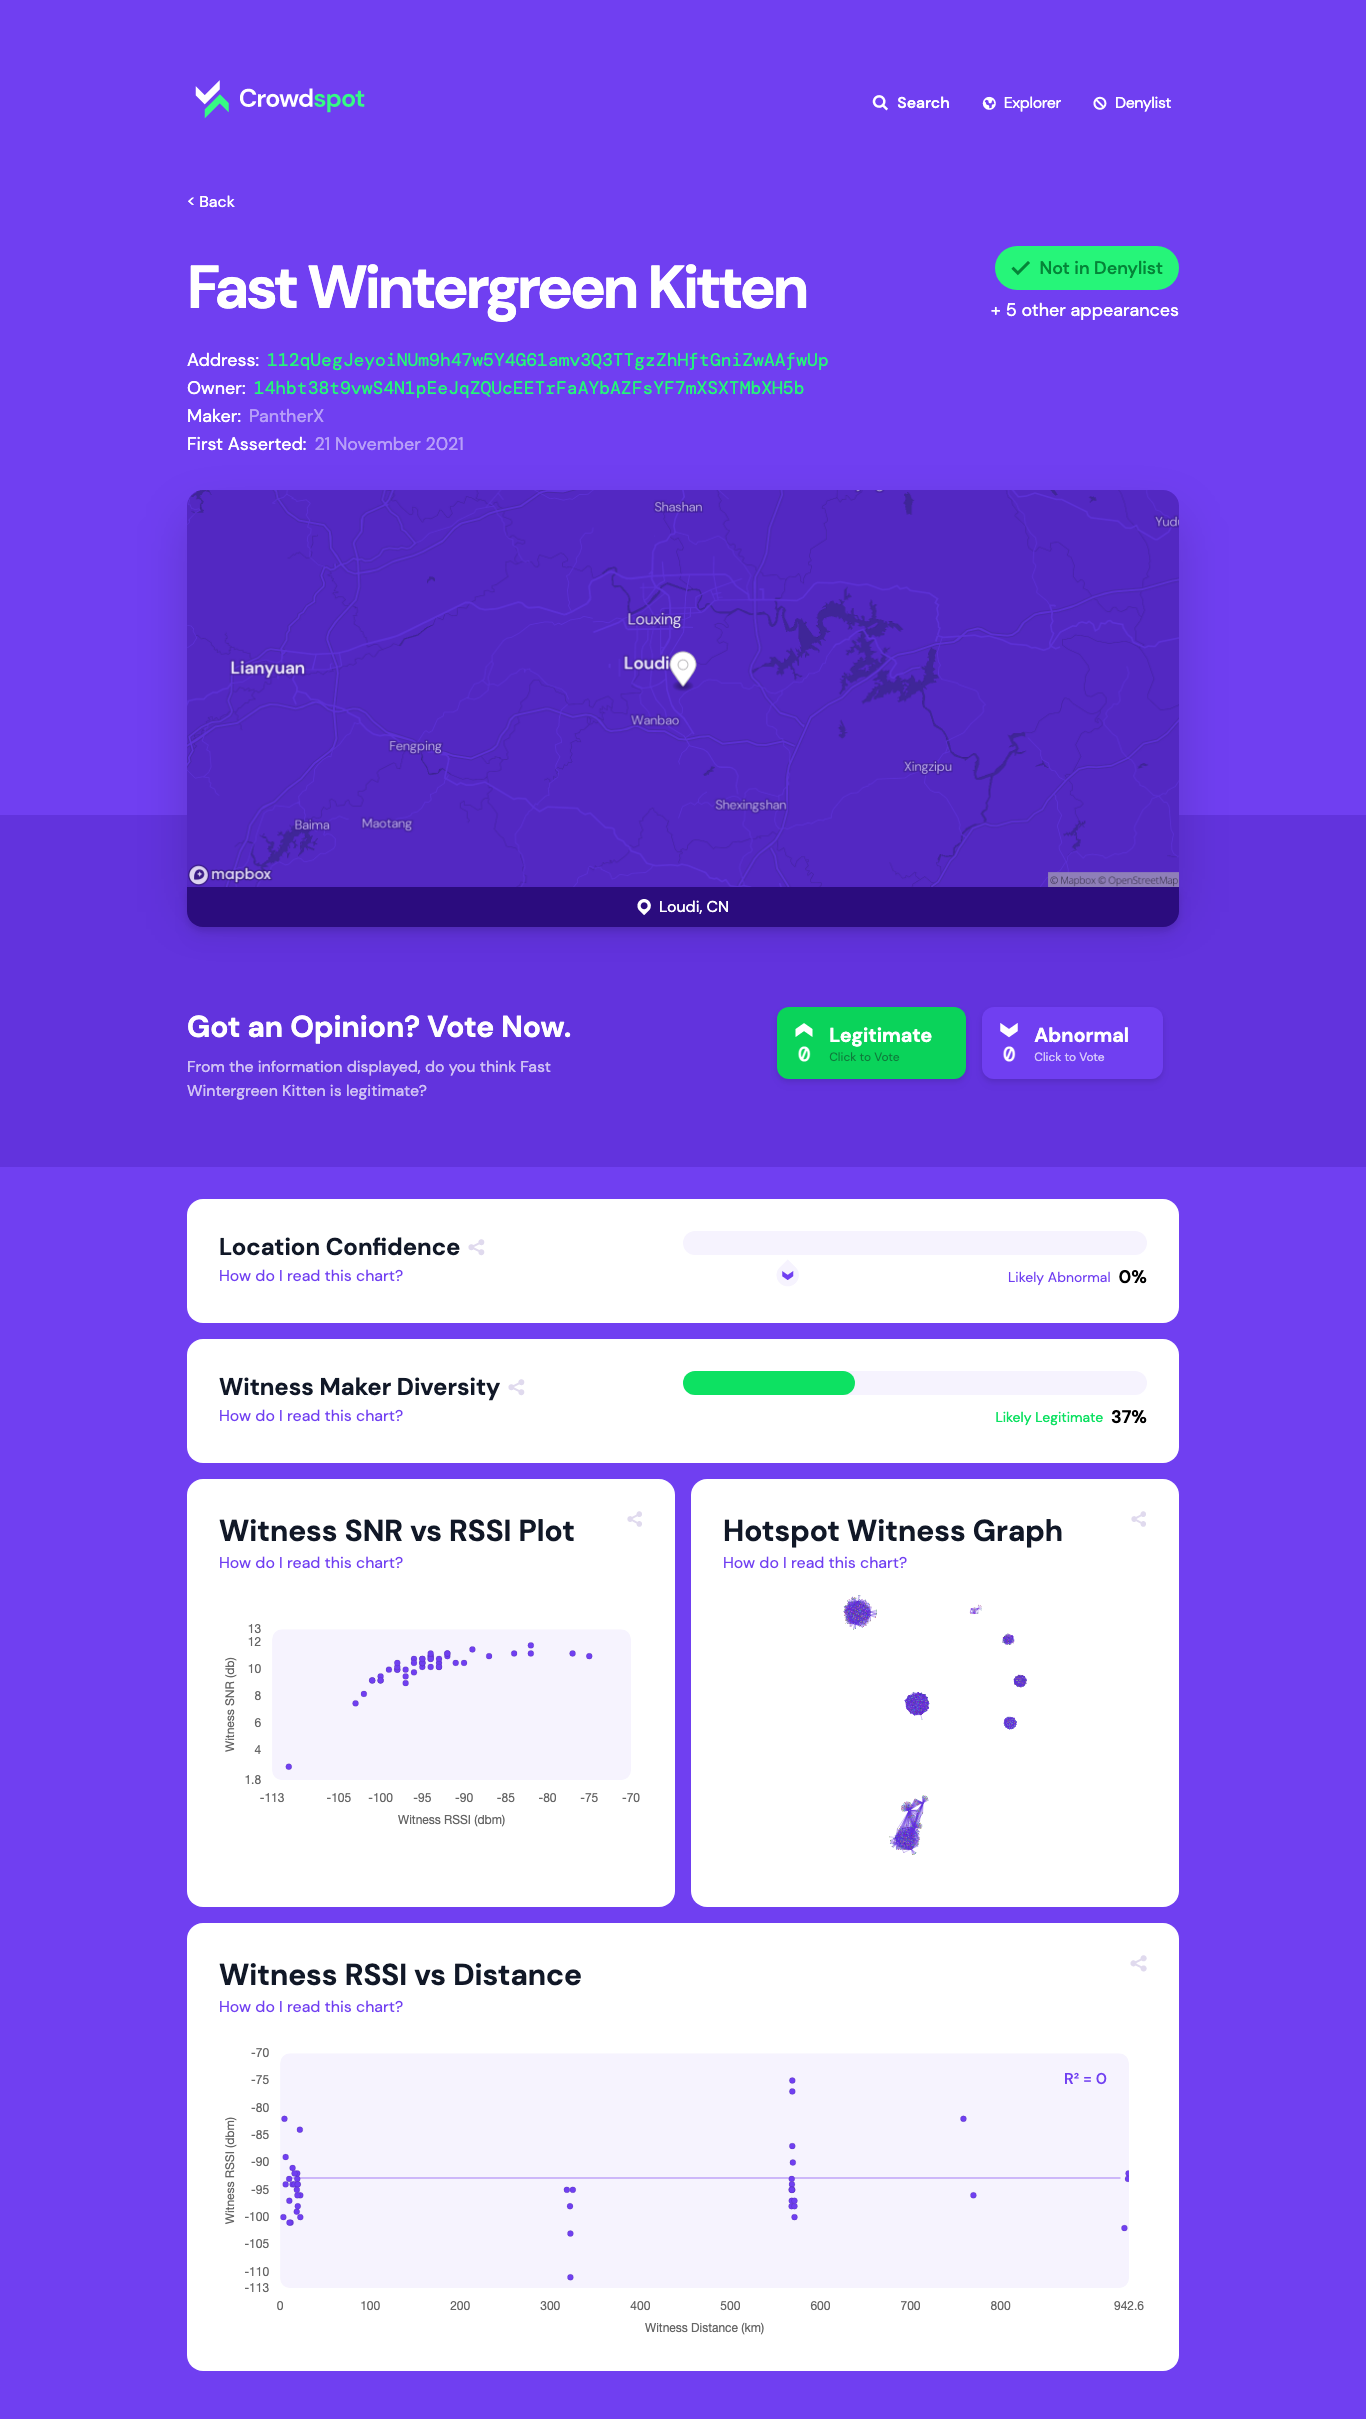 Crowdspot
Search Explorer Denylist
< Back
Fast Wintergreen Kitten
Not in Denylist
+ 5 other appearances
Address: 112qUegJeyoiNUm9h47w5Y4G61amv3Q3TTgzZhHftGniZwAAfwUp
Owner: 14hbt38t9vwS4N1pEeJqZQUcEETrFaAYbAZFsYF7mXSXTMbXH5b
Maker: PantherX
First Asserted: 21 November 2021
Shashan
Louxing
Lianyuan
Loudi
Wanbao
Fengping
Xingzipu
Shexingshan
Baima
Maotang
mapbox
© Mapbox © OpenStreetMap
Loudi, CN
Got an Opinion? Vote Now.
From the information displayed, do you think Fast
Wintergreen Kitten is legitimate?
0 Legitimate
Click to Vote
0 Abnormal
Click to Vote
Location Confidence
How do I read this chart?
Likely Abnormal 0%
Witness Maker Diversity
How do I read this chart?
Likely Legitimate 37%
Witness SNR vs RSSI Plot
How do I read this chart?
13
12
10
8
6
4
1.8
Witness SNR (db)
-113 -105 -100 -95 -90 -85 -80 -75 -70
Witness RSSI (dbm)
Hotspot Witness Graph
How do I read this chart?
Witness RSSI vs Distance
How do I read this chart?
R² = 0
-70
-75
-80
-85
-90
-95
-100
-105
-110
-113
Witness RSSI (dbm)
0 100 200 300 400 500 600 700 800 942.6
Witness Distance (km)